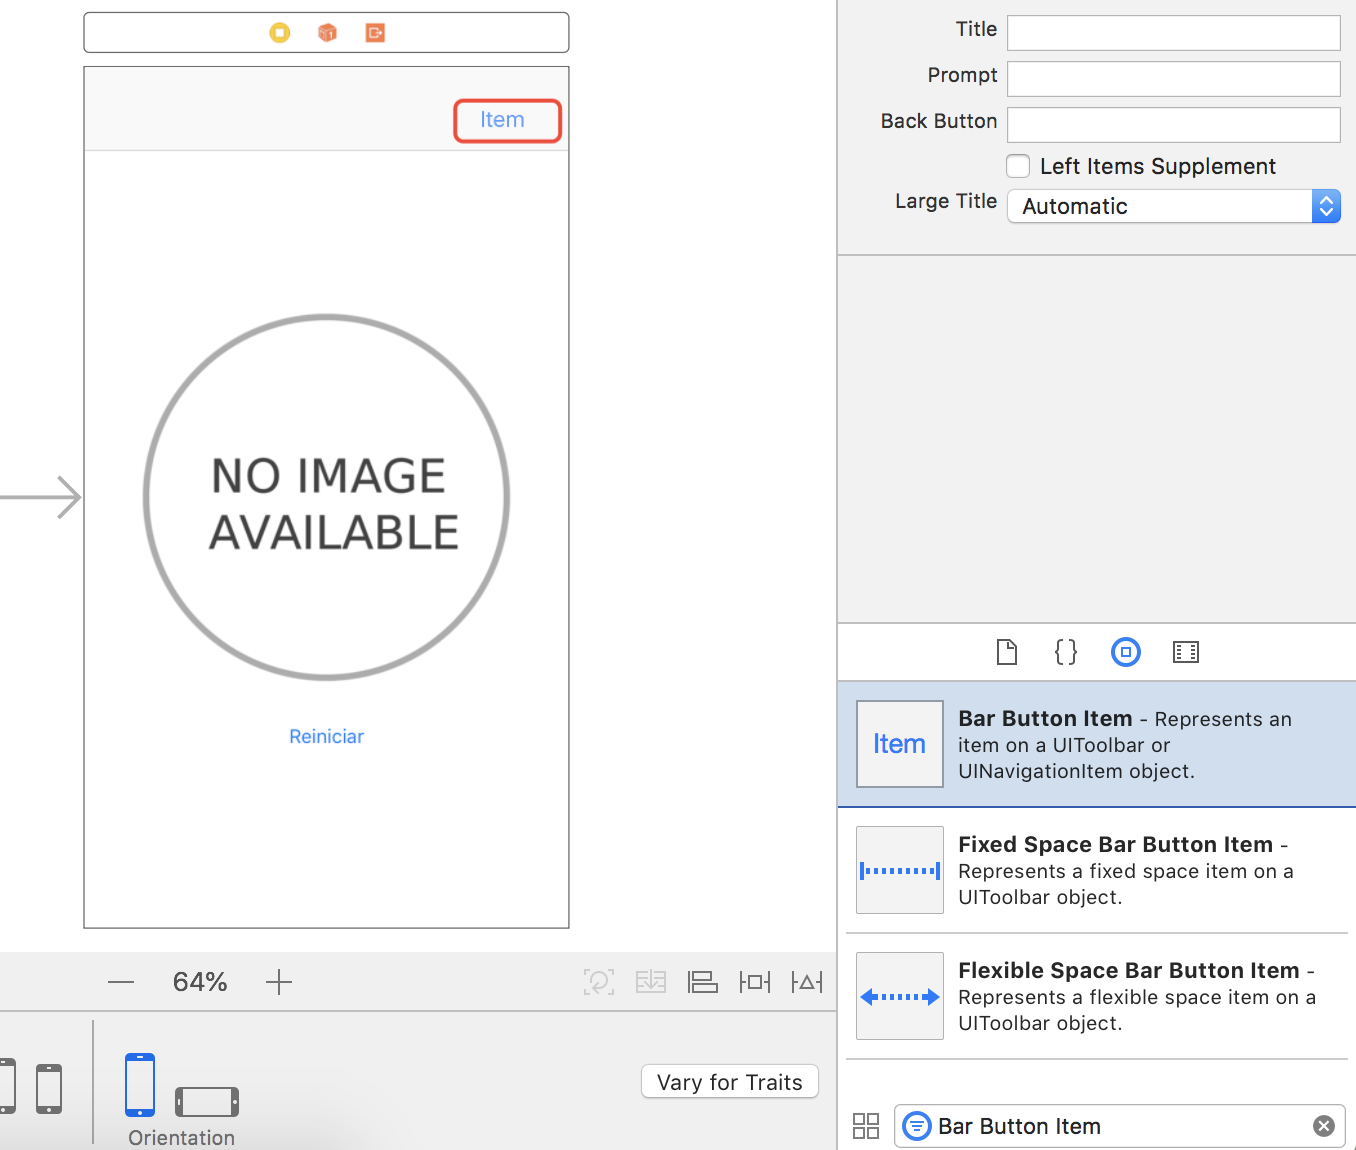 Item
NO IMAGE
AVAILABLE
Reiniciar
64%
Vary for Traits
Orientation
Title
Prompt
Back Button
Left Items Supplement
Large Title Automatic
{}
Item
Bar Button Item - Represents an
item on a UIToolbar or
UINavigationItem object.
Fixed Space Bar Button Item -
Represents a fixed space item on a
UIToolbar object.
Flexible Space Bar Button Item -
Represents a flexible space item on a
UIToolbar object.
Bar Button Item